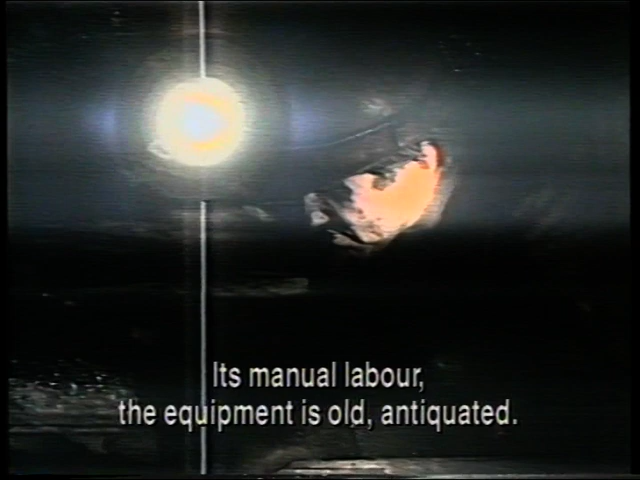 Its manual labour,
the equipment is old, antiquated.